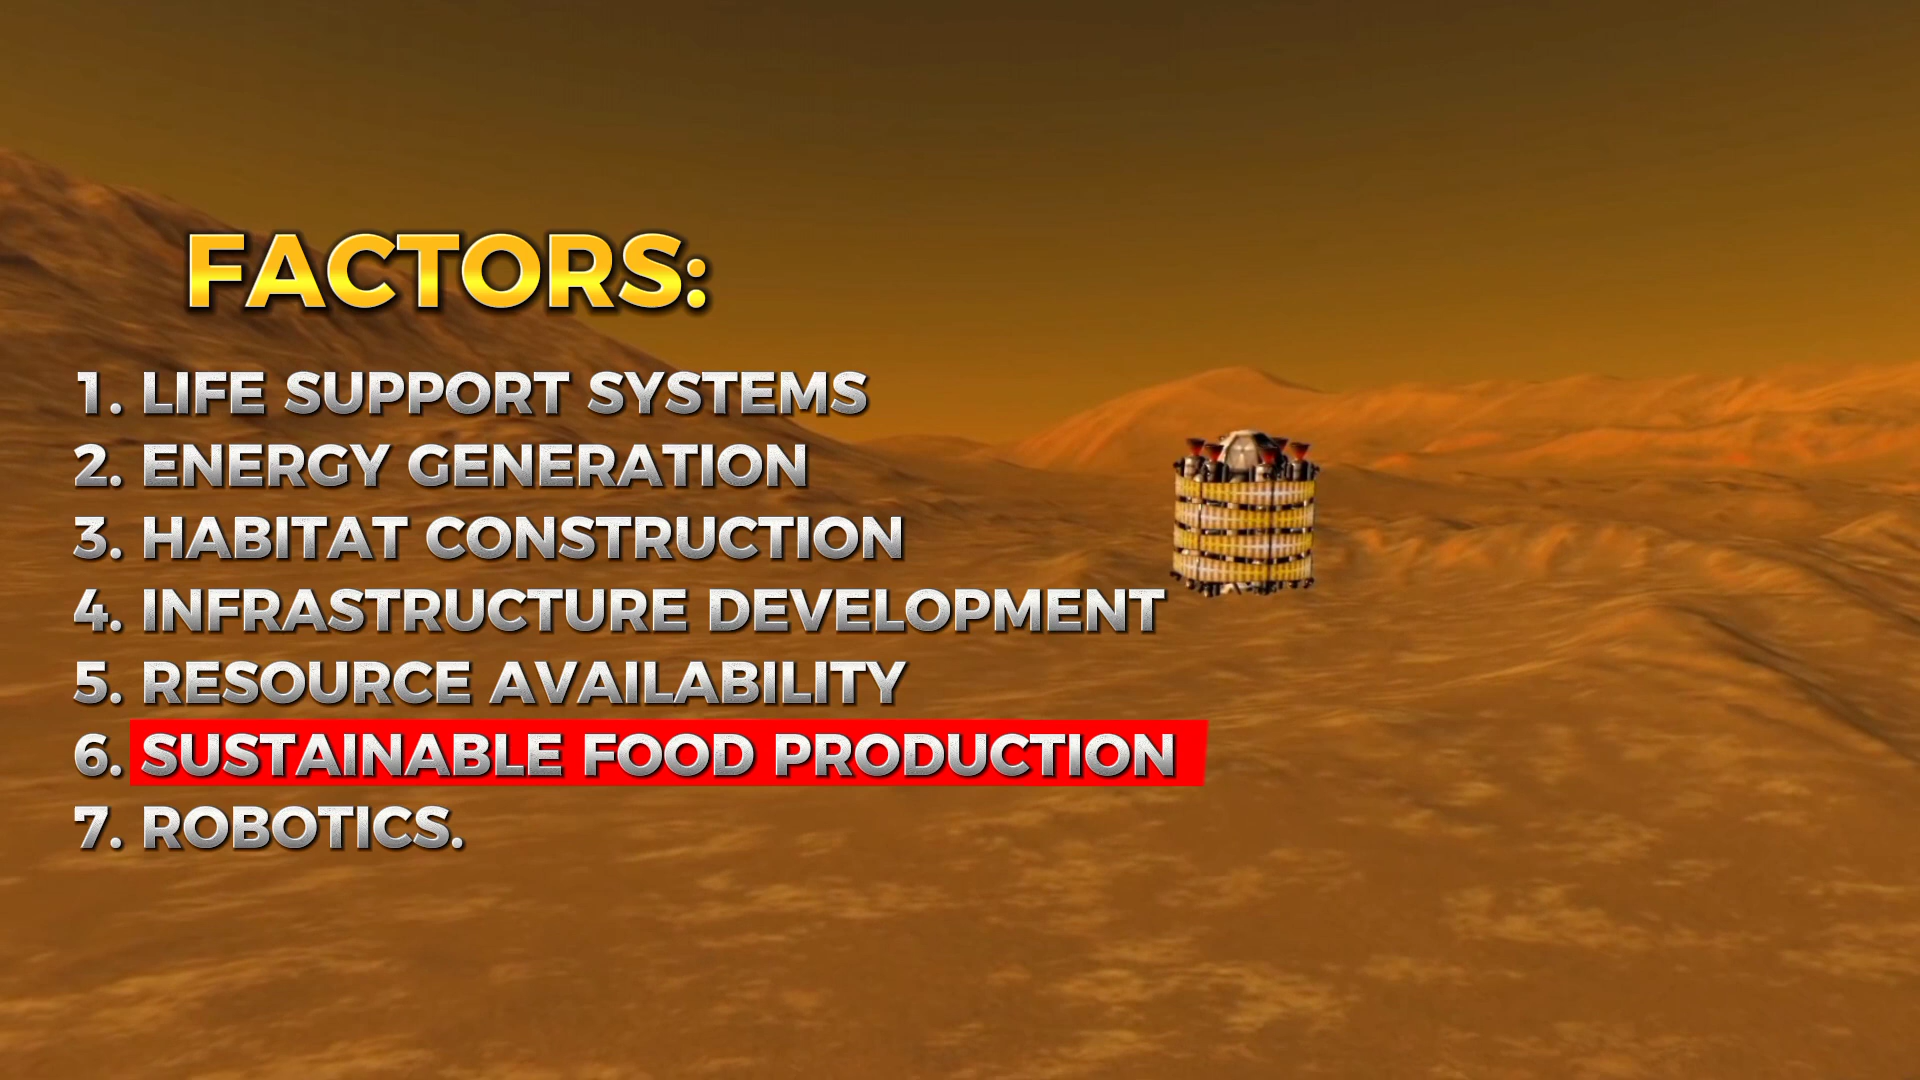 FACTORS:
1. LIFE SUPPORT SYSTEMS
2. ENERGY GENERATION
3. HABITAT CONSTRUCTION
4. INFRASTRUCTURE DEVELOPMENT
5. RESOURCE AVAILABILITY
6. SUSTAINABLE FOOD PRODUCTION
7. ROBOTICS.